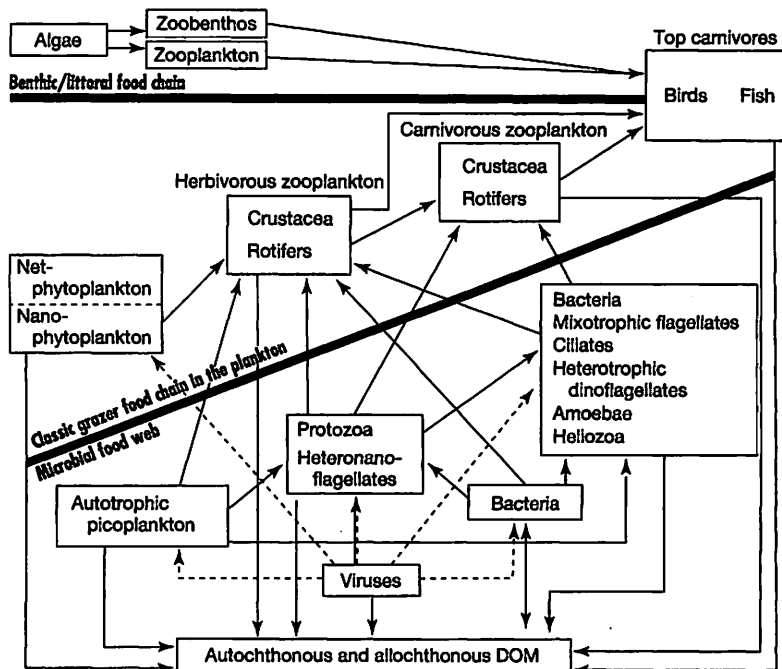 Algae
Zoobenthos
Zooplankton
Top carnivores
Birds Fish
Benthic/littoral food chain
Carnivorous zooplankton
Crustacea
Rotifers
Herbivorous zooplankton
Crustacea
Rotifers
Net-
phytoplankton
Nano-
phytoplankton
Bacteria
Mixotrophic flagellates
Ciliates
Heterotrophic
dinoflagellates
Amoebae
Heliozoa
Classic grazer food chain in the plankton
Microbial food web
Protozoa
Heteronano-
flagellates
Autotrophic
picoplankton
Bacteria
Viruses
Autochthonous and allochthonous DOM